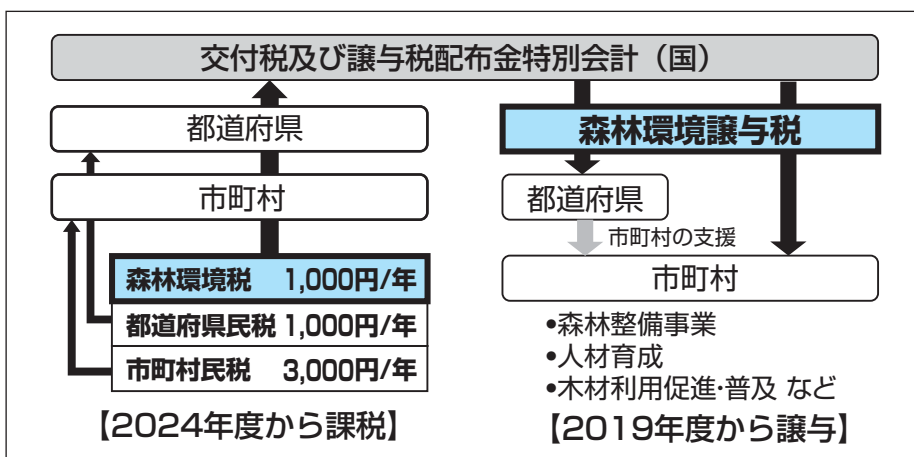 交付税及び譲与税配布金特別会計（国）
都道府県
市町村
森林環境税 1,000円/年
都道府県民税 1,000円/年
市町村民税 3,000円/年
【2024年度から課税】
森林環境譲与税
都道府県
市町村の支援
市町村
•森林整備事業
•人材育成
•木材利用促進･普及 など
【2019年度から譲与】